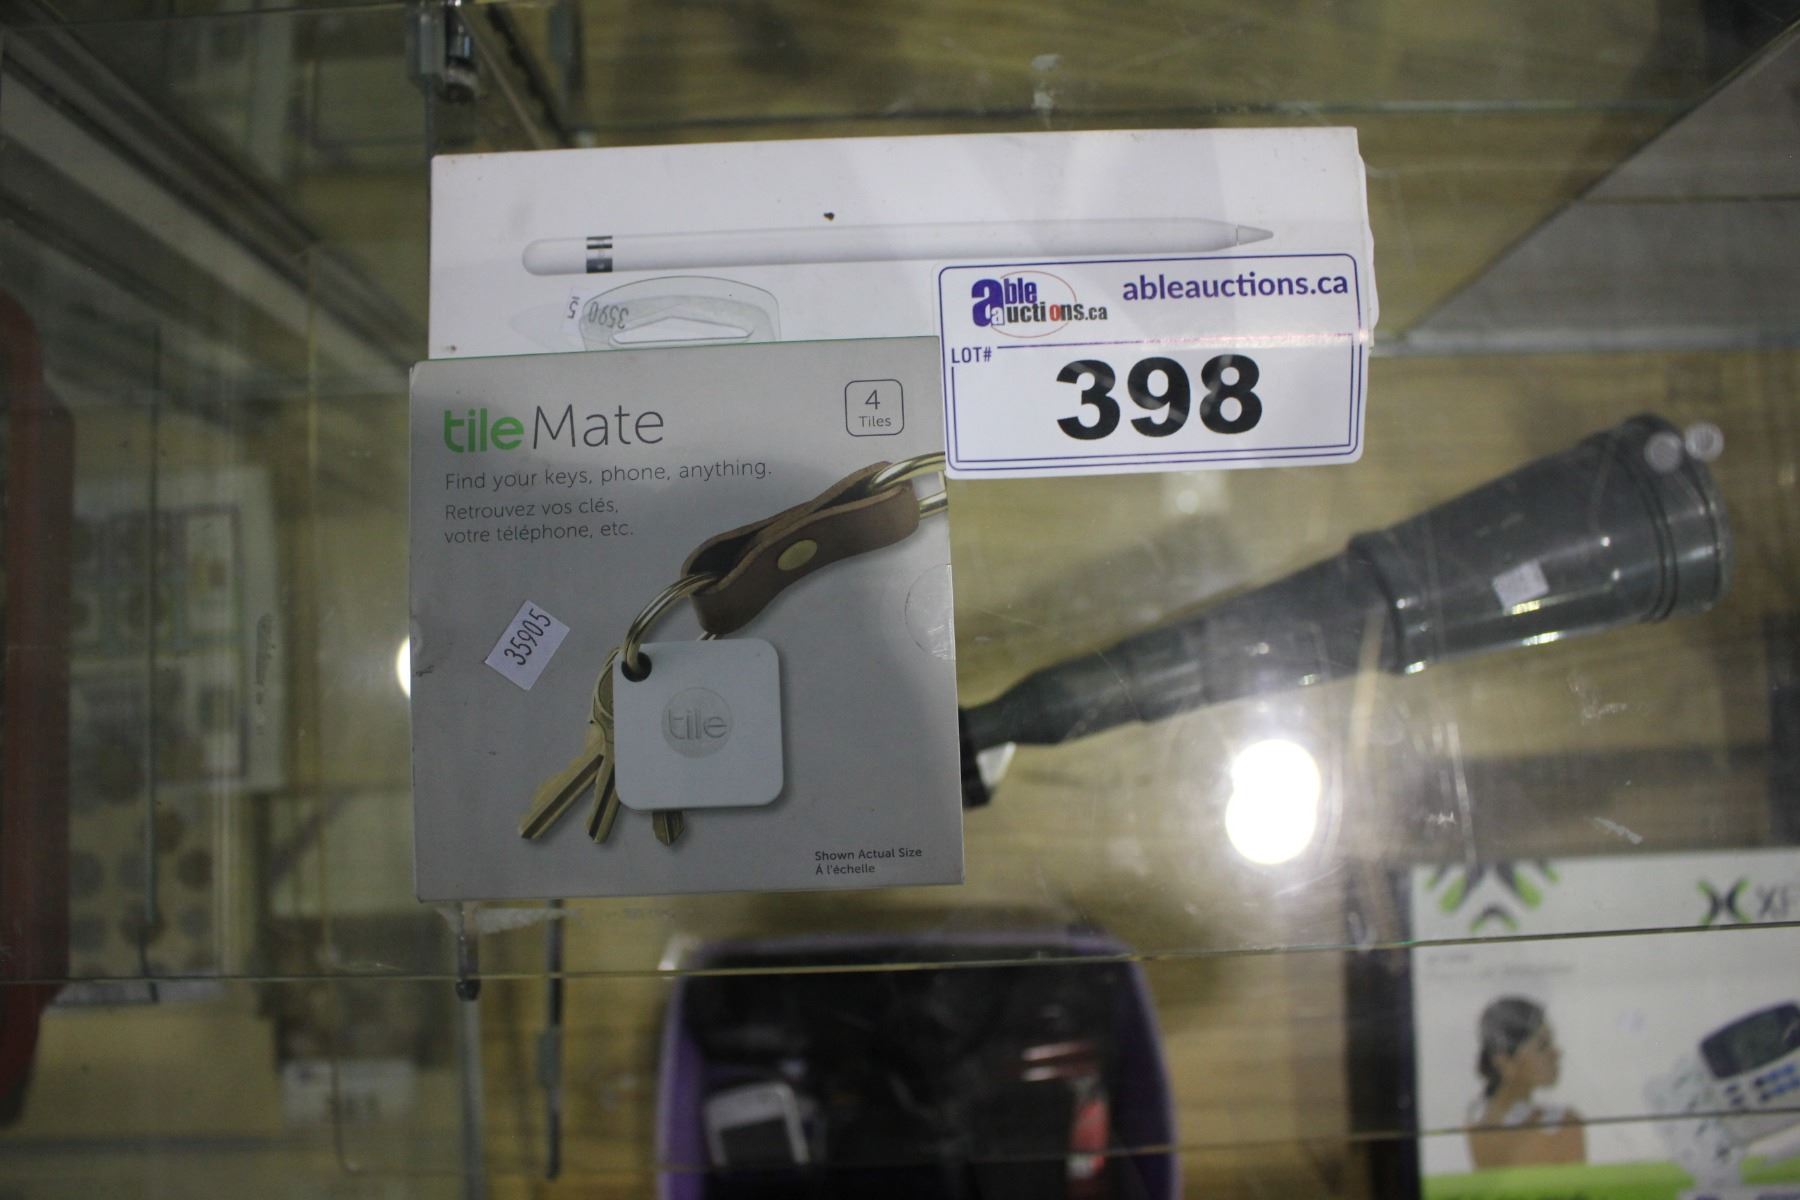 able
auctions.ca
ableauctions.ca
LOT#
398
35905
tile Mate
4
Tiles
Find your keys, phone, anything.
Retrouvez vos clés,
votre téléphone, etc.
35905
tile
Shown Actual Size
À l'échelle